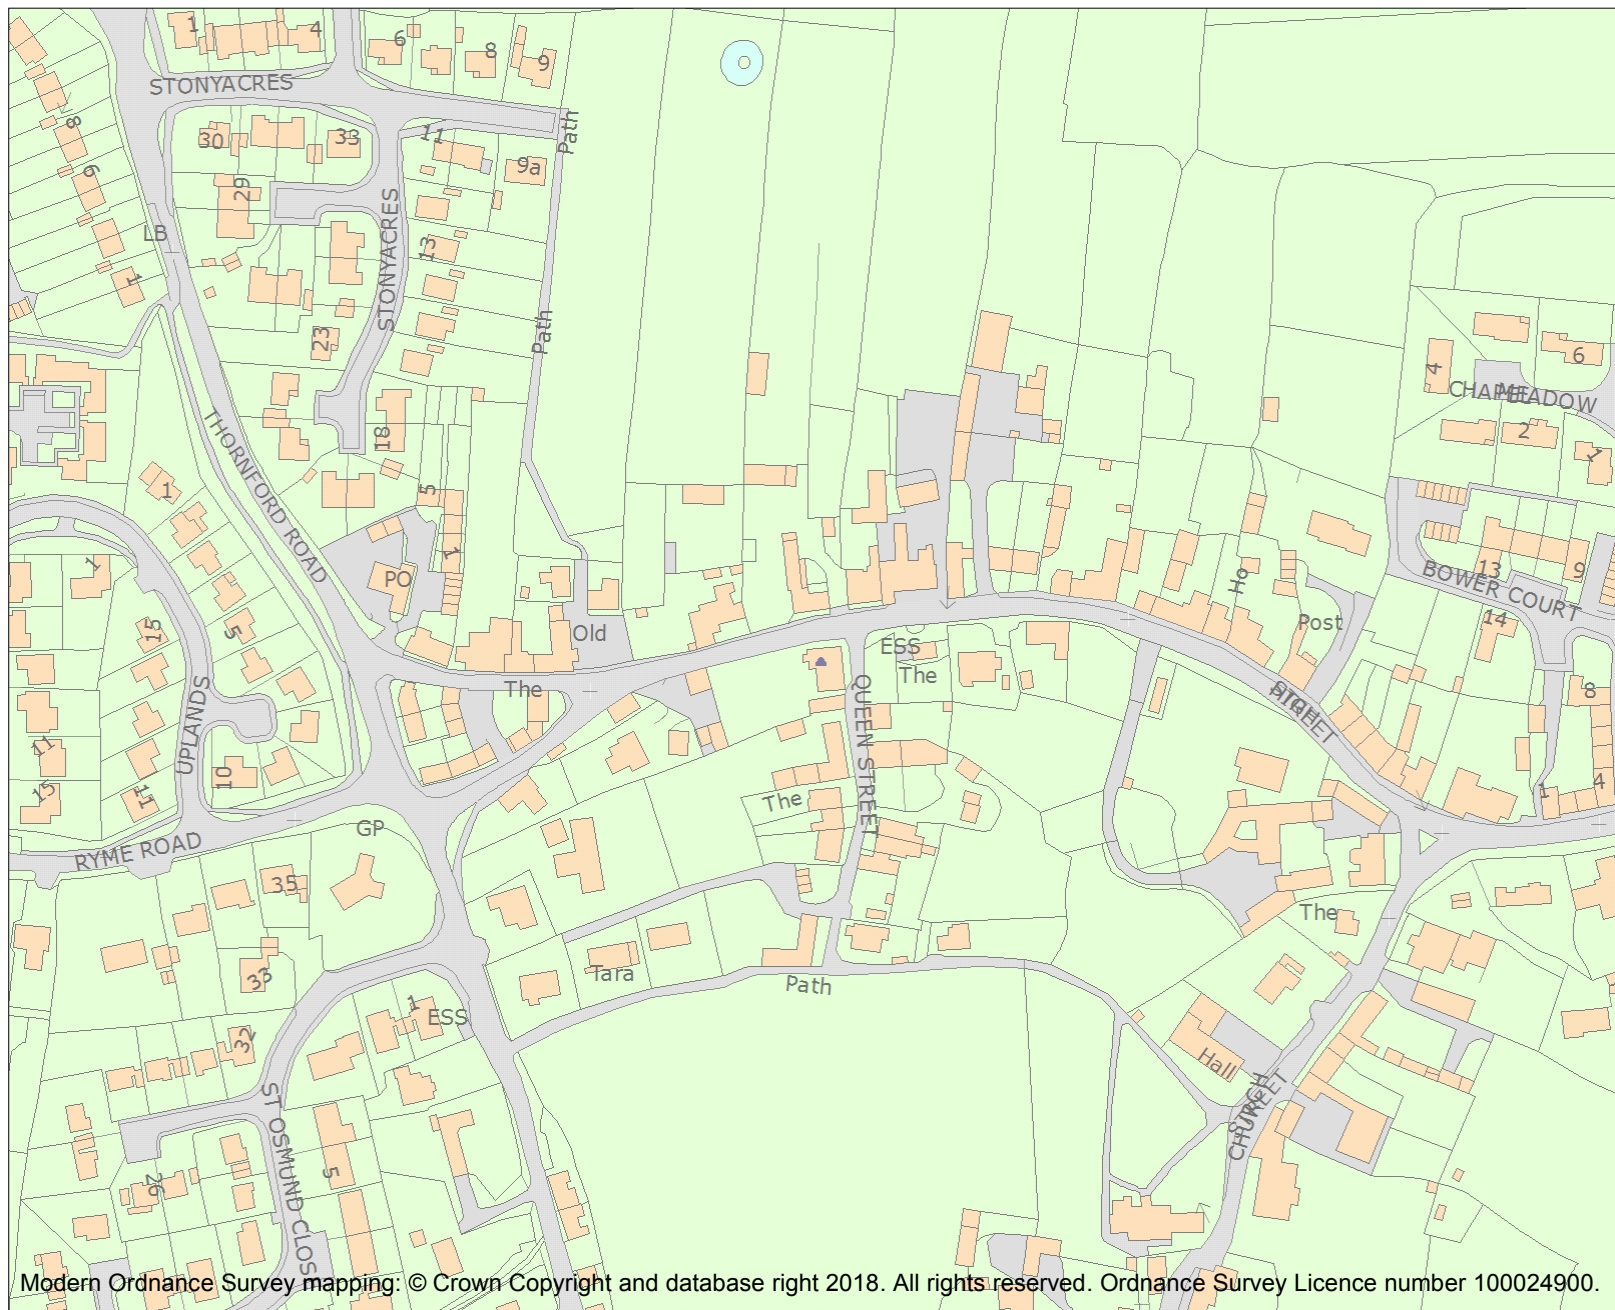 1
4
6
8
9
STONYACRES
Path
8
30
33
11
9a
6
29
STONYACRES
LB
13
1
23
Path
6
4
MEADOW
THORNFORD ROAD
18
2
1
1
5
1
PO
1
13
9
BOWER COURT
Ho
15
5
Old
ESS
Post
14
The
The
8
UPLANDS
QUEEN STREET
STREET
11
10
15
11
The
1
4
GP
RYME ROAD
35
The
33
Tara
Path
1
ESS
32
Hall
ST OSMUND CLOS
CHURCH
STREET
5
26
Modern Ordnance Survey mapping: © Crown Copyright and database right 2018. All rights reserved. Ordnance Survey Licence number 100024900.